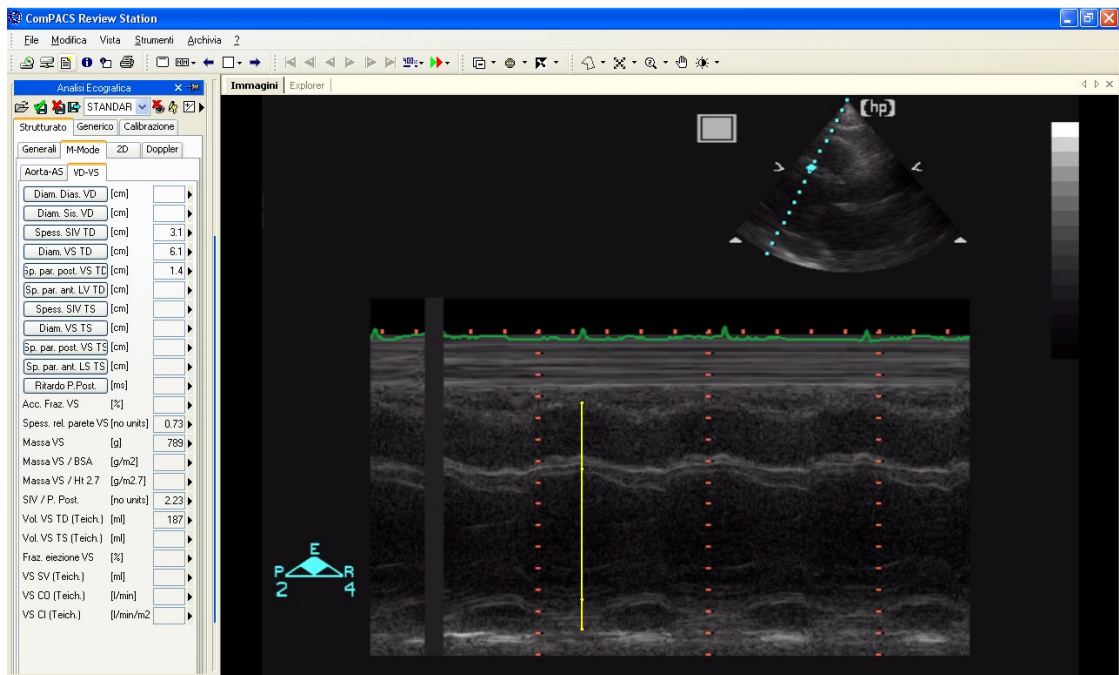 ComPACS Review Station
File Modifica Vista Strumenti Archivia ?
100%
Analisi Ecografica
STANDAR
Strutturato Generico Calibrazione
Generali M-Mode 2D Doppler
Aorta-AS VD-VS
Diam. Dias. VD [cm]
Diam. Sis. VD [cm]
Spess. SIV TD [cm] 3.1
Diam. VS TD [cm] 6.1
Sp. par. post. VS TD [cm] 1.4
Sp. par. ant. LV TD [cm]
Spess. SIV TS [cm]
Diam. VS TS [cm]
Sp. par. post. VS TS [cm]
Sp. par. ant. LS TS [cm]
Ritardo P.Post. [ms]
Acc. Fraz. VS [%]
Spess. rel. parete VS [no units] 0.73
Massa VS [g] 789
Massa VS / BSA [g/m2]
Massa VS / Ht 2.7 [g/m2.7]
SIV / P. Post. [no units] 2.23
Vol. VS TD (Teich.) [ml] 187
Vol. VS TS (Teich.) [ml]
Fraz. eiezione VS [%]
VS SV (Teich.) [ml]
VS CO (Teich.) [l/min]
VS CI (Teich.) [l/min/m2
Immagini Explorer
hp
E
P R
2 4